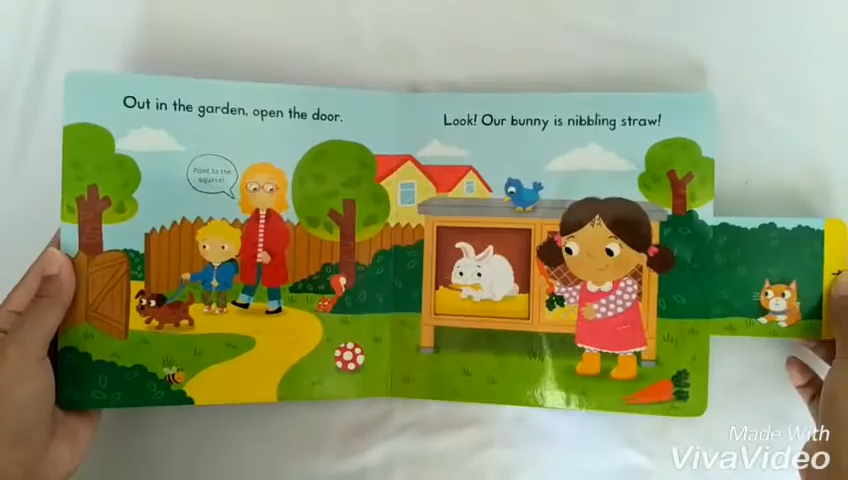 Out in the garden, open the door.
Point to the
squirrel!
Look! Our bunny is nibbling straw!
Made With
VivaVideo